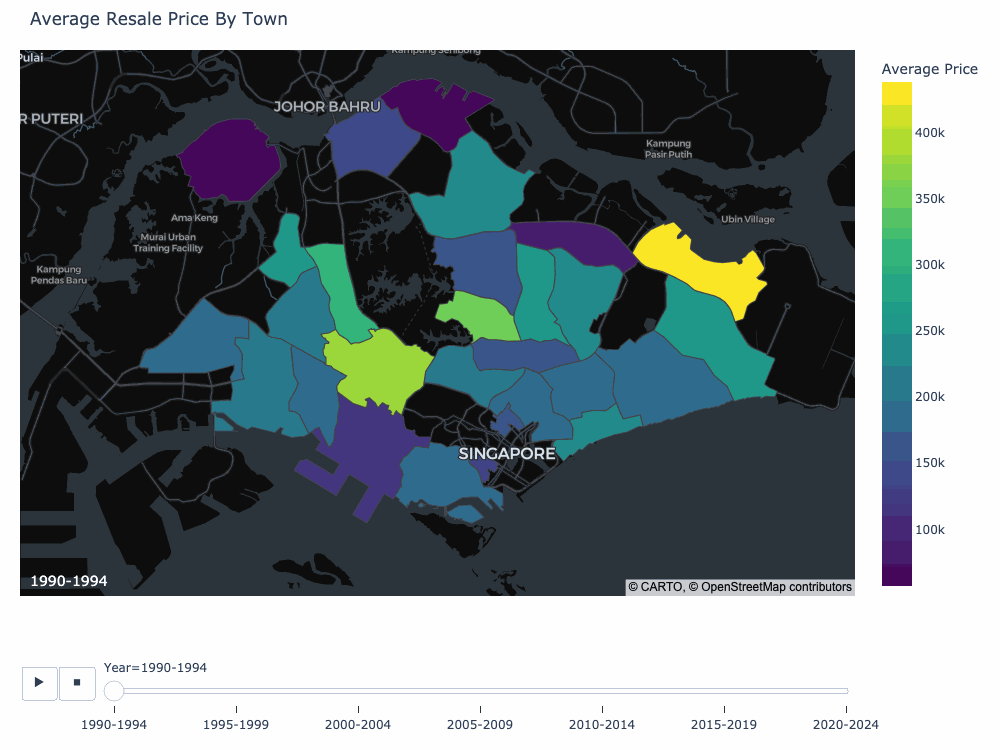 Average Resale Price By Town
Kampung Senibong
Pulai
JOHOR BAHRU
R PUTERI
Kampung
Pasir Putih
Ama Keng
Ubin Village
Murai Urban
Training Facility
Kampung
Pendas Baru
SINGAPORE
1990-1994
© CARTO, © OpenStreetMap contributors
Average Price
400k
350k
300k
250k
200k
150k
100k
Year=1990-1994
1990-1994
1995-1999
2000-2004
2005-2009
2010-2014
2015-2019
2020-2024